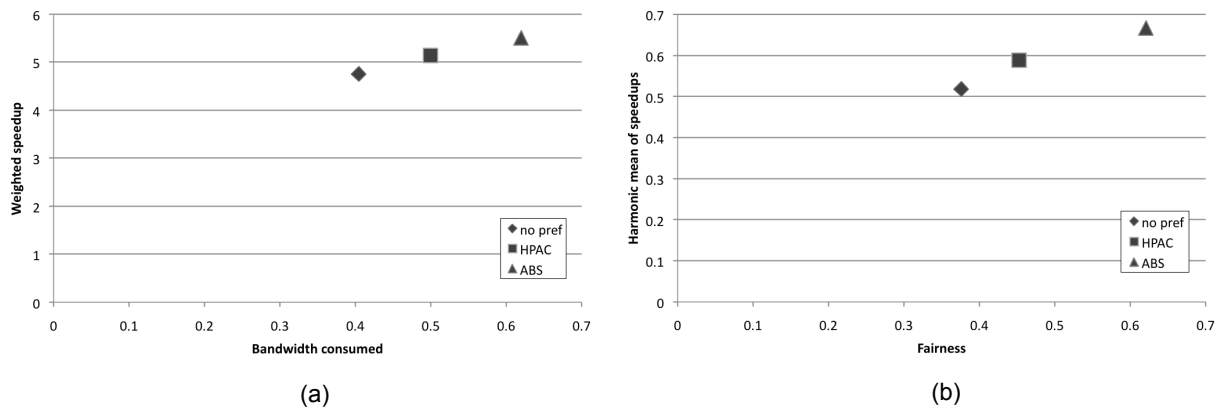 6
5
4
3
2
1
0
Weighted speedup
no pref
HPAC
ABS
0 0.1 0.2 0.3 0.4 0.5 0.6 0.7
Bandwidth consumed
(a)
0.7
0.6
0.5
0.4
0.3
0.2
0.1
0
Harmonic mean of speedups
no pref
HPAC
ABS
0 0.1 0.2 0.3 0.4 0.5 0.6 0.7
Fairness
(b)